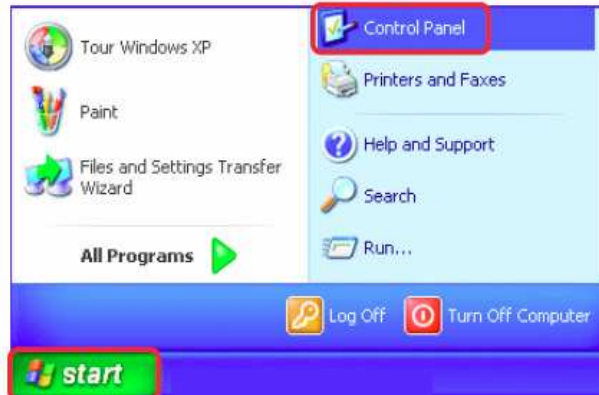 Tour Windows XP
Paint
Files and Settings Transfer
Wizard
All Programs
Control Panel
Printers and Faxes
Help and Support
Search
Run...
Log Off
Turn Off Computer
start